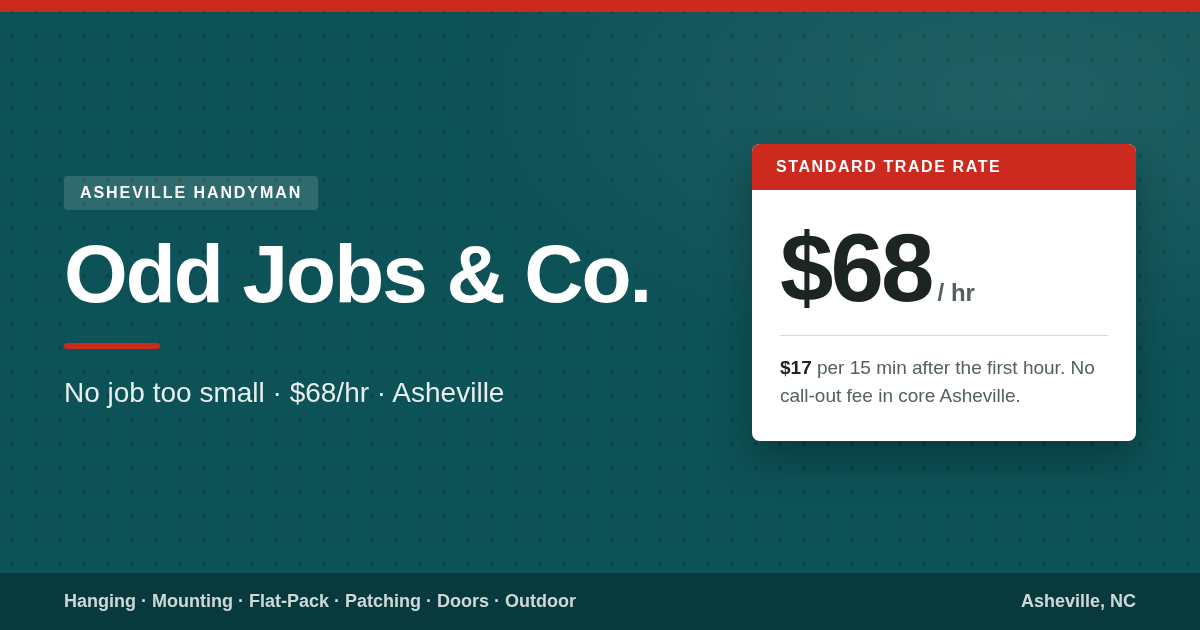 ASHEVILLE HANDYMAN
Odd Jobs & Co.
No job too small · $68/hr · Asheville
STANDARD TRADE RATE
$68 / hr
$17 per 15 min after the first hour. No
call-out fee in core Asheville.
Hanging · Mounting · Flat-Pack · Patching · Doors · Outdoor
Asheville, NC